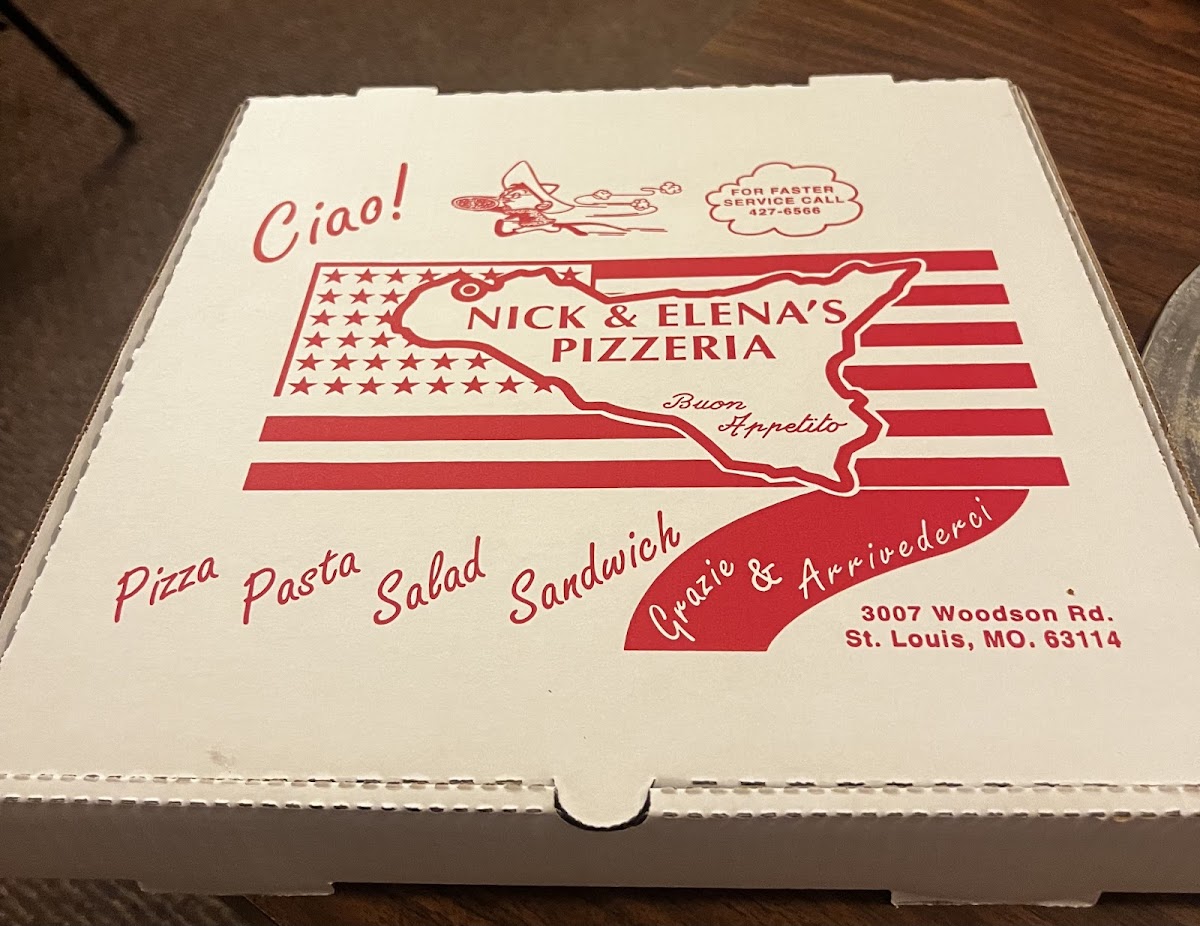 Ciao!
FOR FASTER
SERVICE CALL
427-6566
NICK & ELENA'S
PIZZERIA
Buon
Appetito
Pizza Pasta Salad Sandwich
Grazie & Arrivederci
3007 Woodson Rd.
St. Louis, MO. 63114